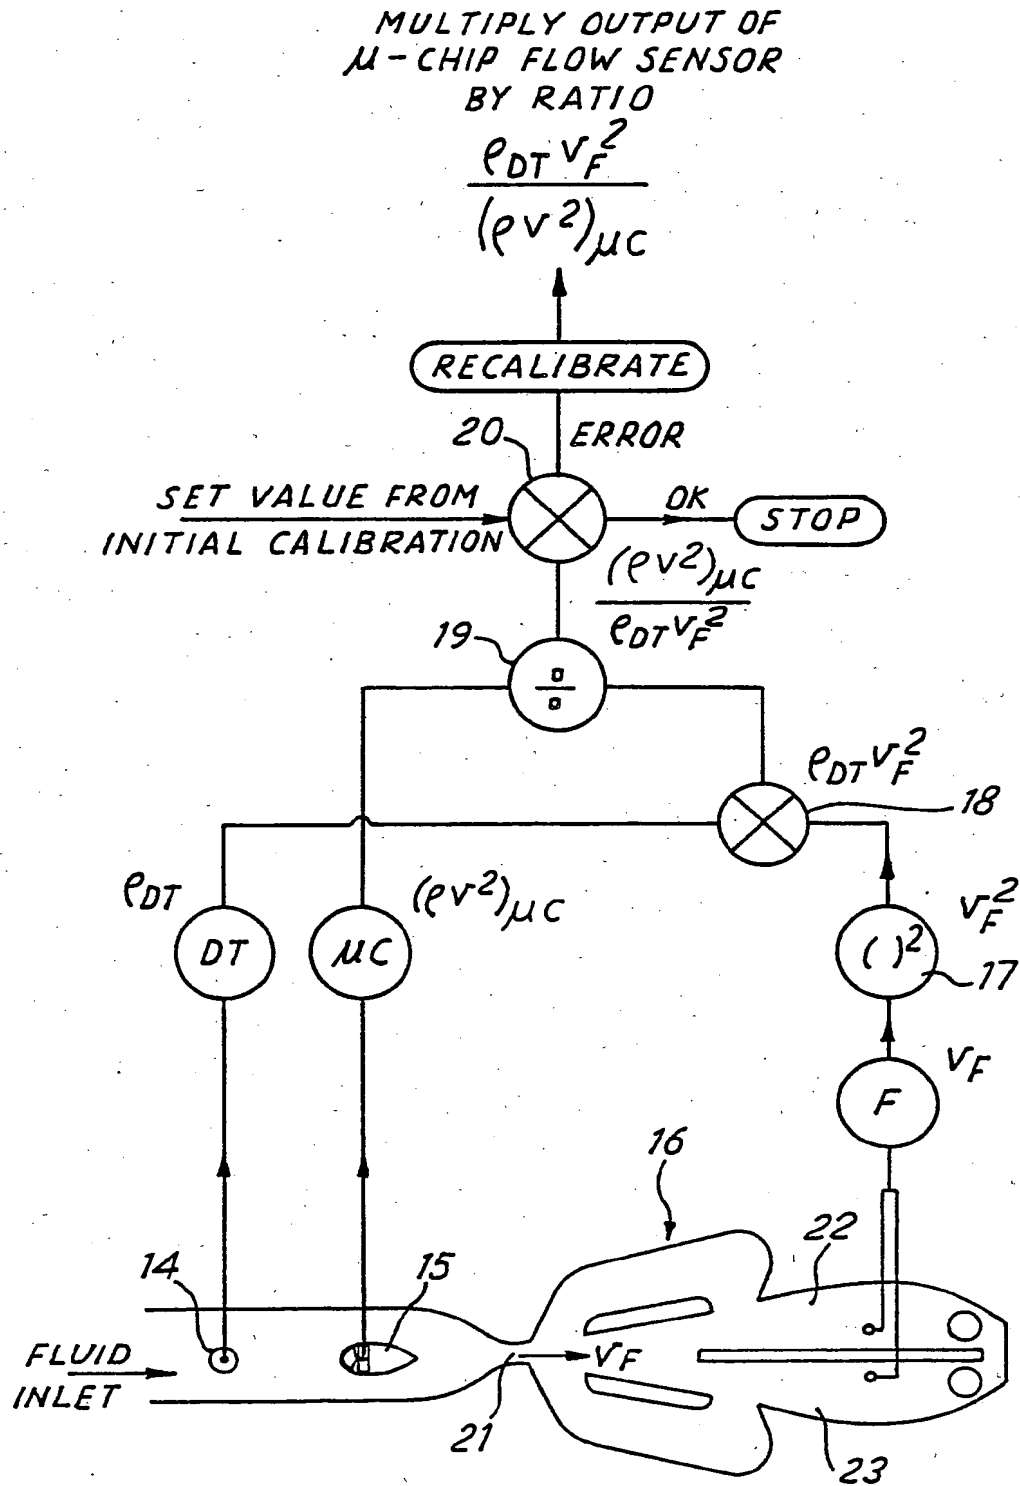 MULTIPLY OUTPUT OF
μ-CHIP FLOW SENSOR
BY RATIO
ρDT VF²
(ρV²)μC
RECALIBRATE
20
ERROR
SET VALUE FROM
INITIAL CALIBRATION
OK
STOP
(ρV²)μC
ρDT VF²
19
÷
ρDT VF²
18
ρDT
(ρV²)μC
VF²
DT
μC
( )²
17
VF
F
16
22
14
15
FLUID
INLET
VF
21
23